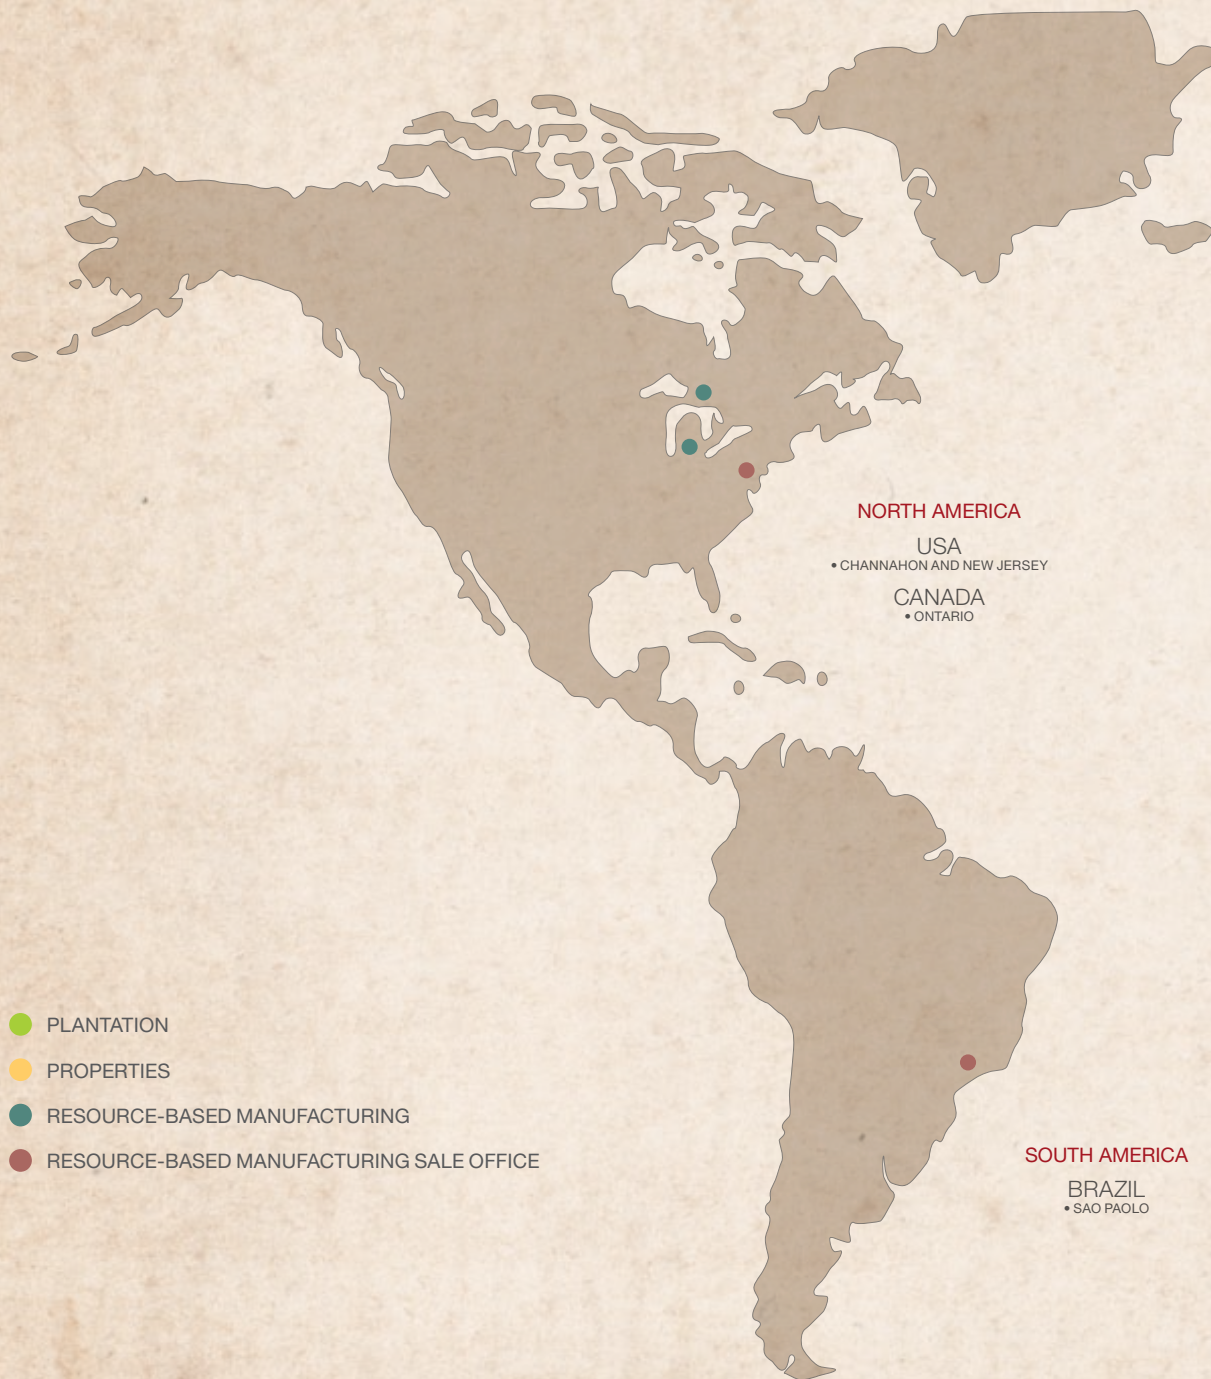 NORTH AMERICA
USA
• CHANNAHON AND NEW JERSEY
CANADA
• ONTARIO
PLANTATION
PROPERTIES
RESOURCE-BASED MANUFACTURING
RESOURCE-BASED MANUFACTURING SALE OFFICE
SOUTH AMERICA
BRAZIL
• SAO PAOLO